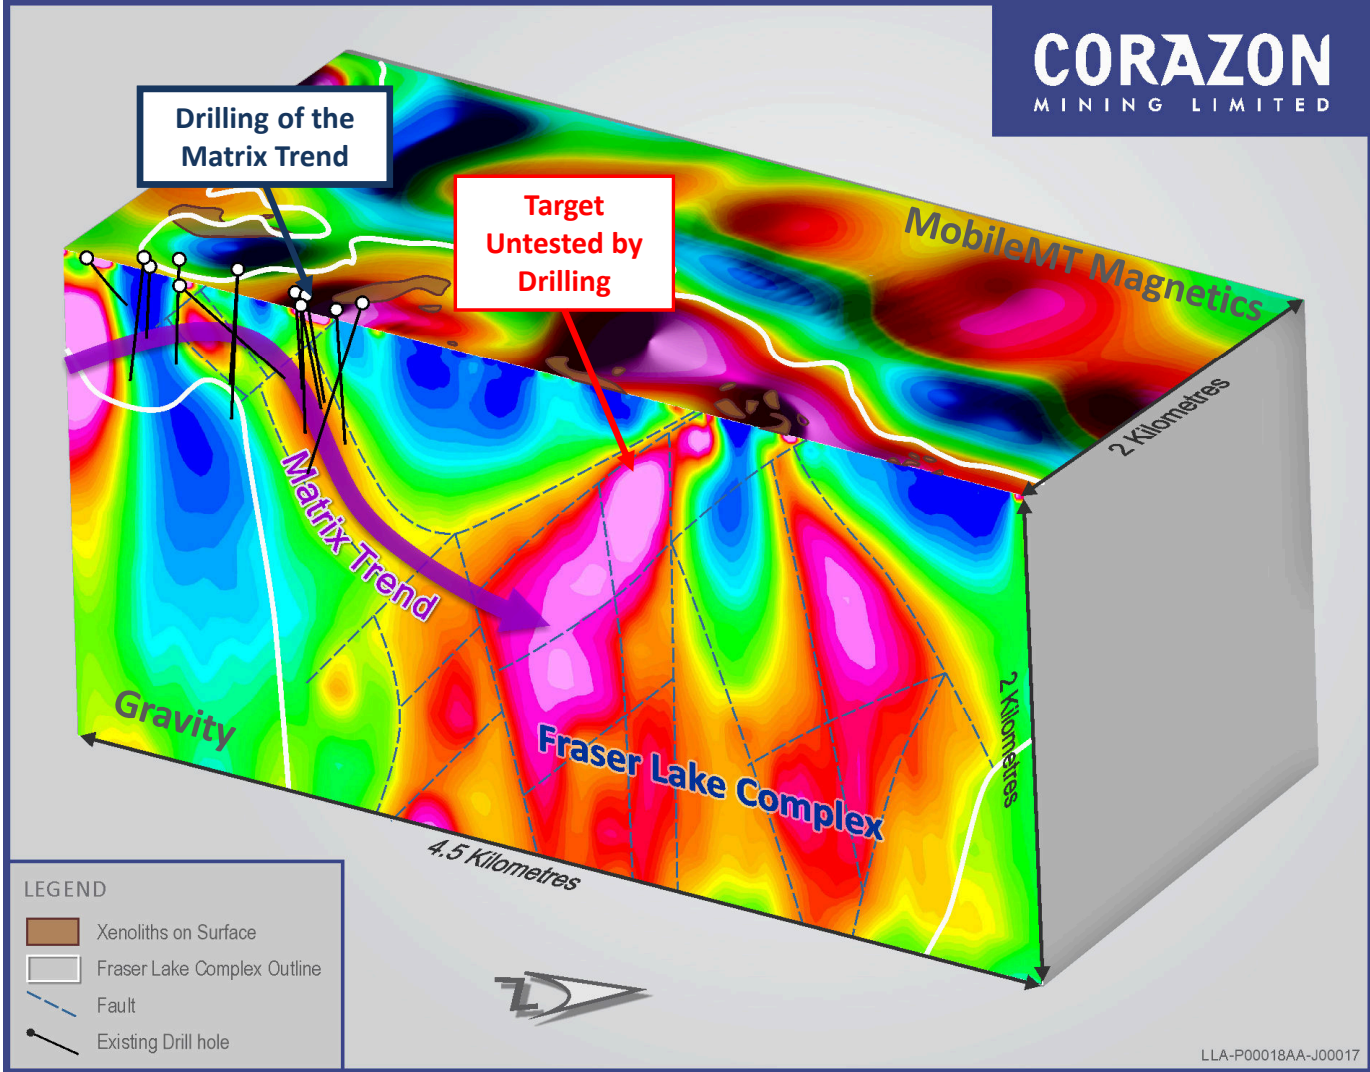 CORAZON
MINING LIMITED
Drilling of the
Matrix Trend
Target
Untested by
Drilling
MobileMT Magnetics
2 Kilometres
Matrix Trend
2 Kilometres
Gravity
Fraser Lake Complex
4.5 Kilometres
LEGEND
Xenoliths on Surface
Fraser Lake Complex Outline
Fault
Existing Drill hole
Z
LLA-P00018AA-J00017